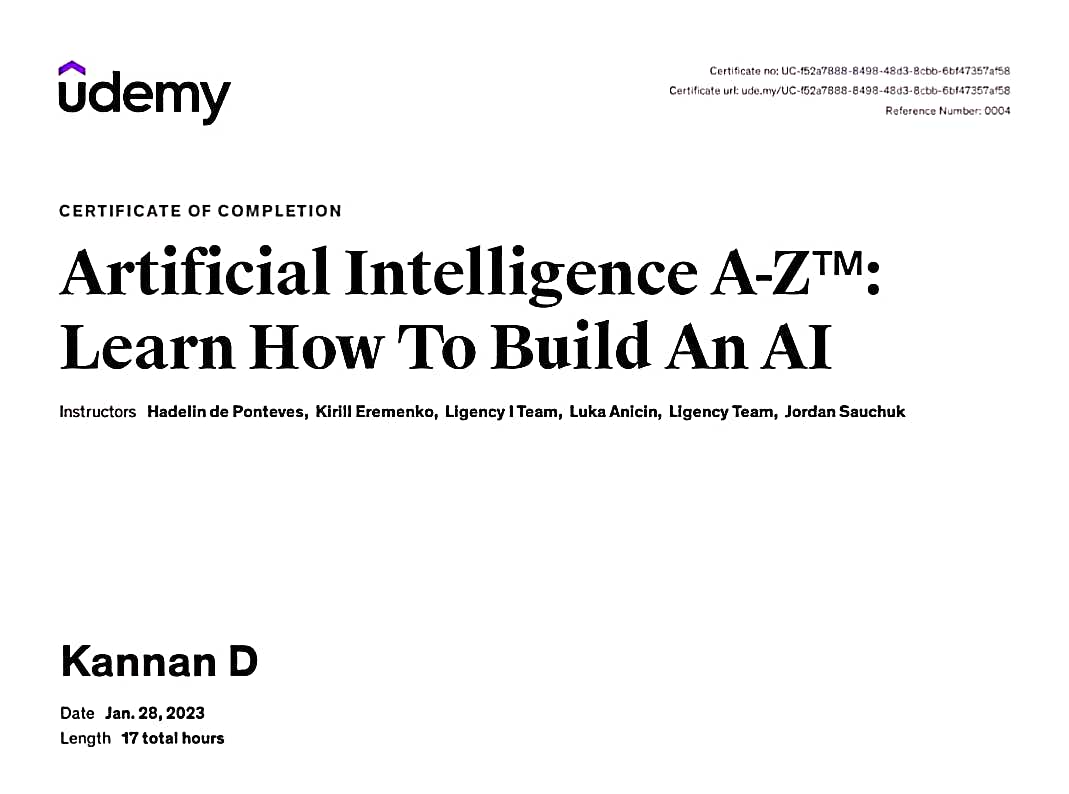 udemy
Certificate no: UC-f52a7888-8498-48d3-8cbb-6bf47357af58
Certificate url: ude.my/UC-f52a7888-8498-48d3-8cbb-6bf47357af58
Reference Number: 0004
CERTIFICATE OF COMPLETION
Artificial Intelligence A-Z™:
Learn How To Build An AI
Instructors Hadelin de Ponteves, Kirill Eremenko, Ligency I Team, Luka Anicin, Ligency Team, Jordan Sauchuk
Kannan D
Date Jan. 28, 2023
Length 17 total hours